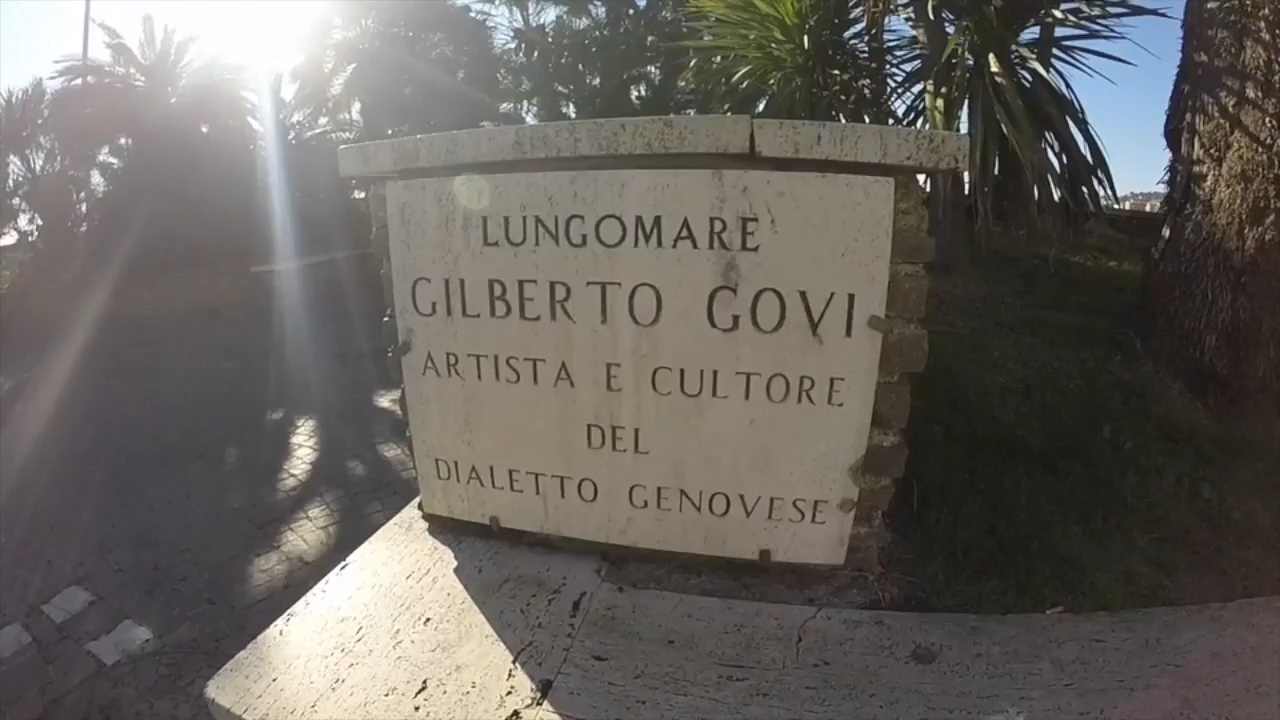 LUNGOMARE
GILBERTO GOVI
ARTISTA E CULTORE
DEL
DIALETTO GENOVESE